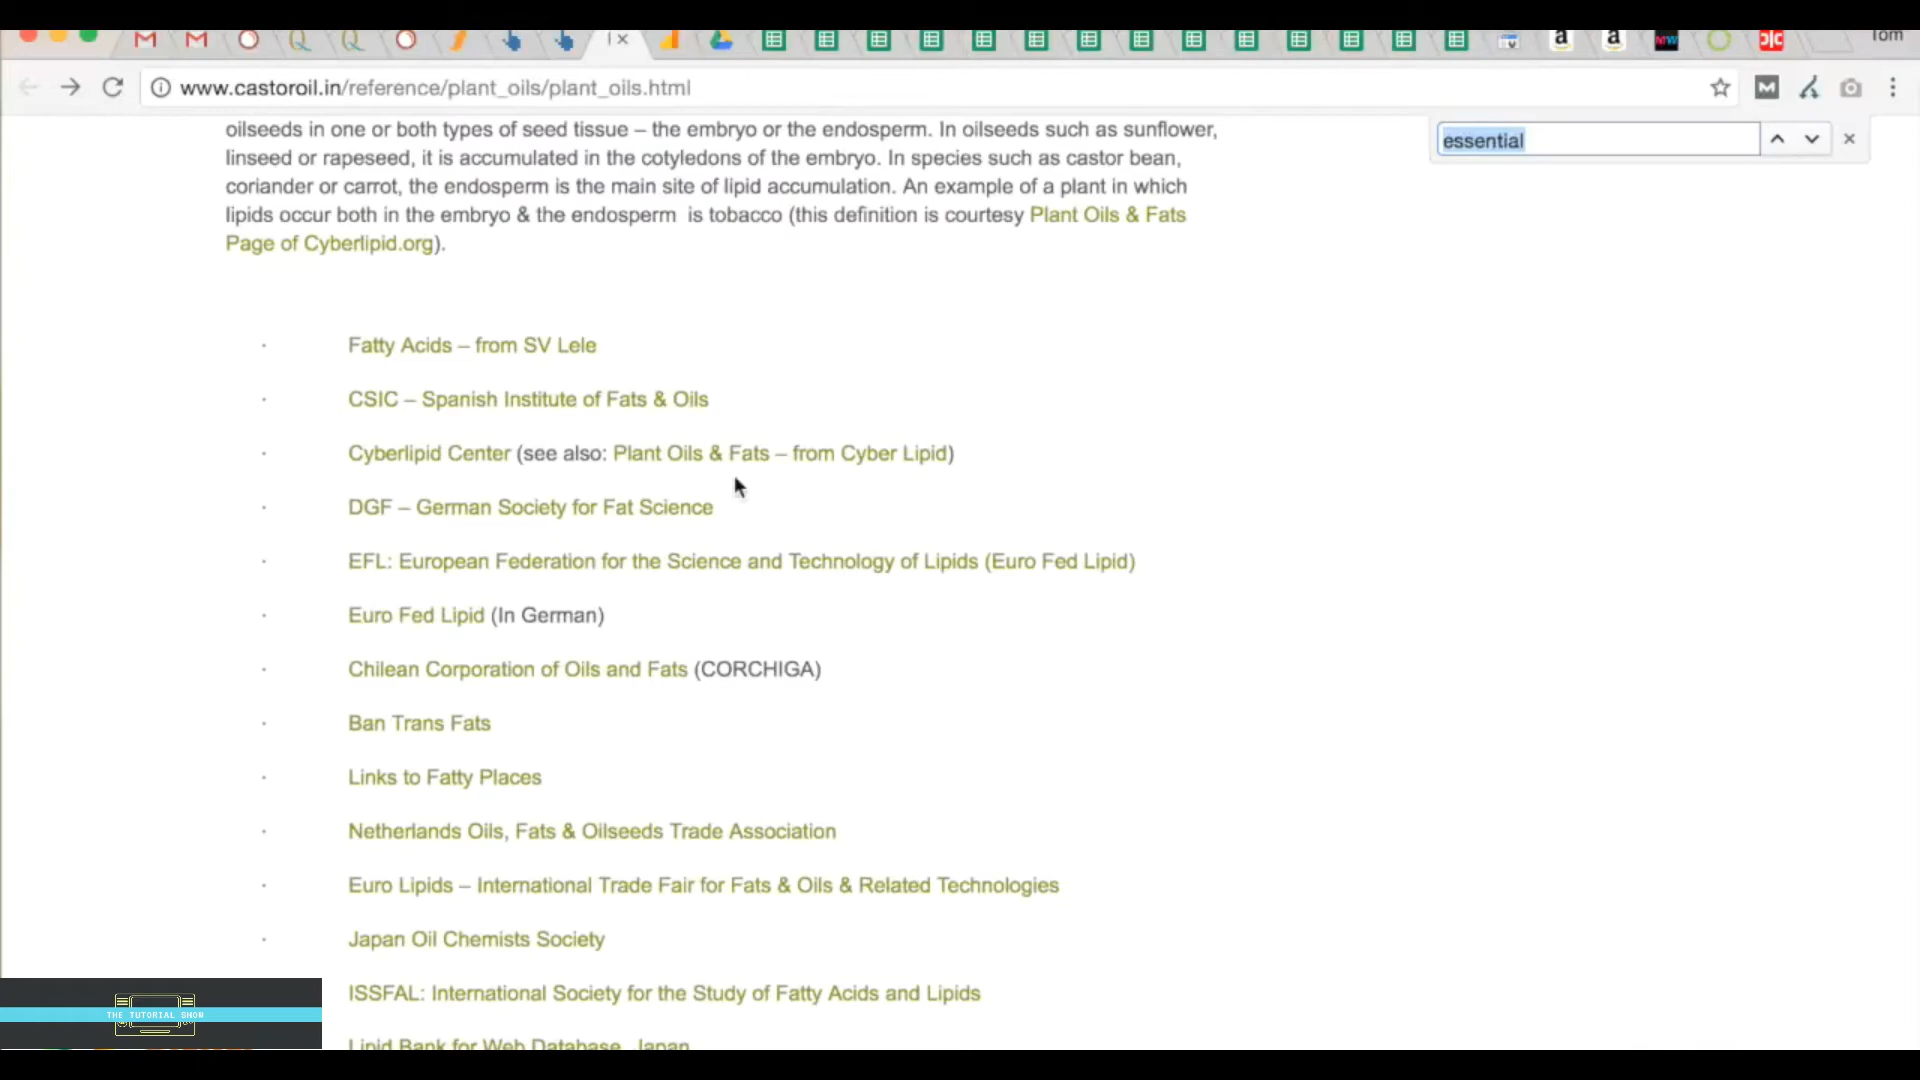 Tom
www.castoroil.in/reference/plant_oils/plant_oils.html
essential
oilseeds in one or both types of seed tissue – the embryo or the endosperm. In oilseeds such as sunflower,
linseed or rapeseed, it is accumulated in the cotyledons of the embryo. In species such as castor bean,
coriander or carrot, the endosperm is the main site of lipid accumulation. An example of a plant in which
lipids occur both in the embryo & the endosperm is tobacco (this definition is courtesy Plant Oils & Fats
Page of Cyberlipid.org).
· Fatty Acids – from SV Lele
· CSIC – Spanish Institute of Fats & Oils
· Cyberlipid Center (see also: Plant Oils & Fats – from Cyber Lipid)
· DGF – German Society for Fat Science
· EFL: European Federation for the Science and Technology of Lipids (Euro Fed Lipid)
· Euro Fed Lipid (In German)
· Chilean Corporation of Oils and Fats (CORCHIGA)
· Ban Trans Fats
· Links to Fatty Places
· Netherlands Oils, Fats & Oilseeds Trade Association
· Euro Lipids – International Trade Fair for Fats & Oils & Related Technologies
· Japan Oil Chemists Society
ISSFAL: International Society for the Study of Fatty Acids and Lipids
THE TUTORIAL SHOW
Lipid Bank for Web Database, Japan